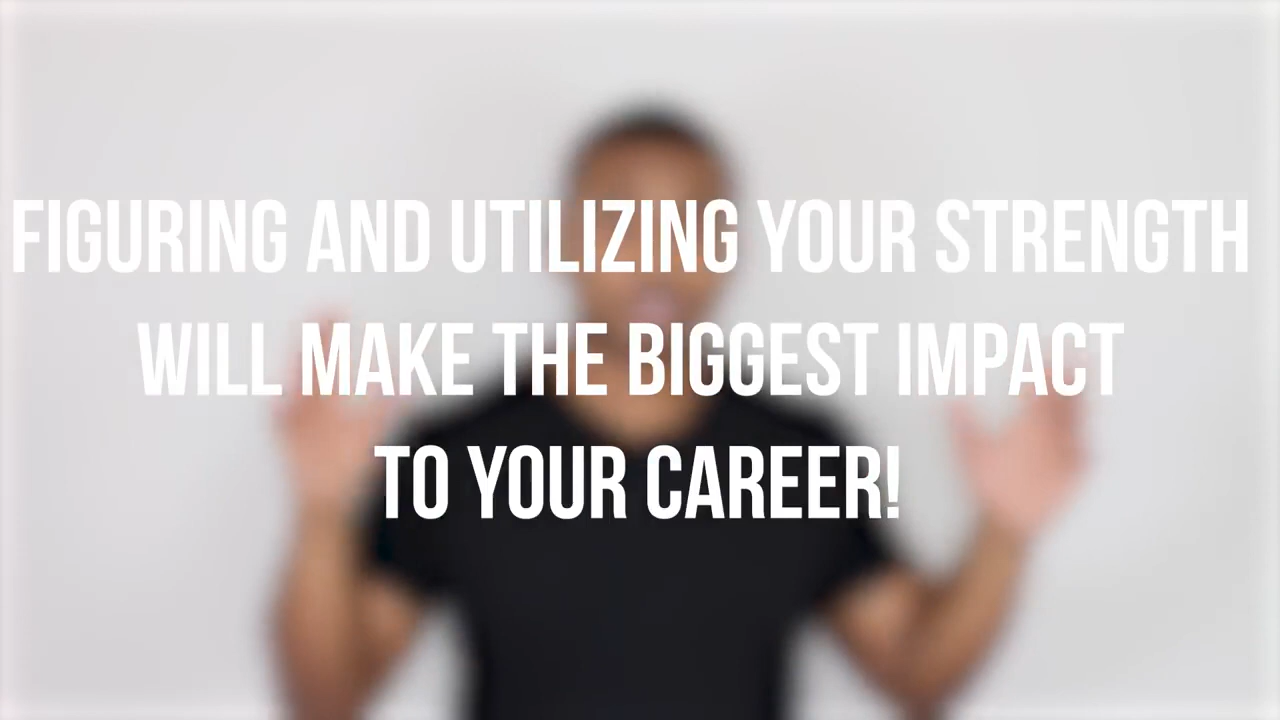 FIGURING AND UTILIZING YOUR STRENGTH
WILL MAKE THE BIGGEST IMPACT
TO YOUR CAREER!